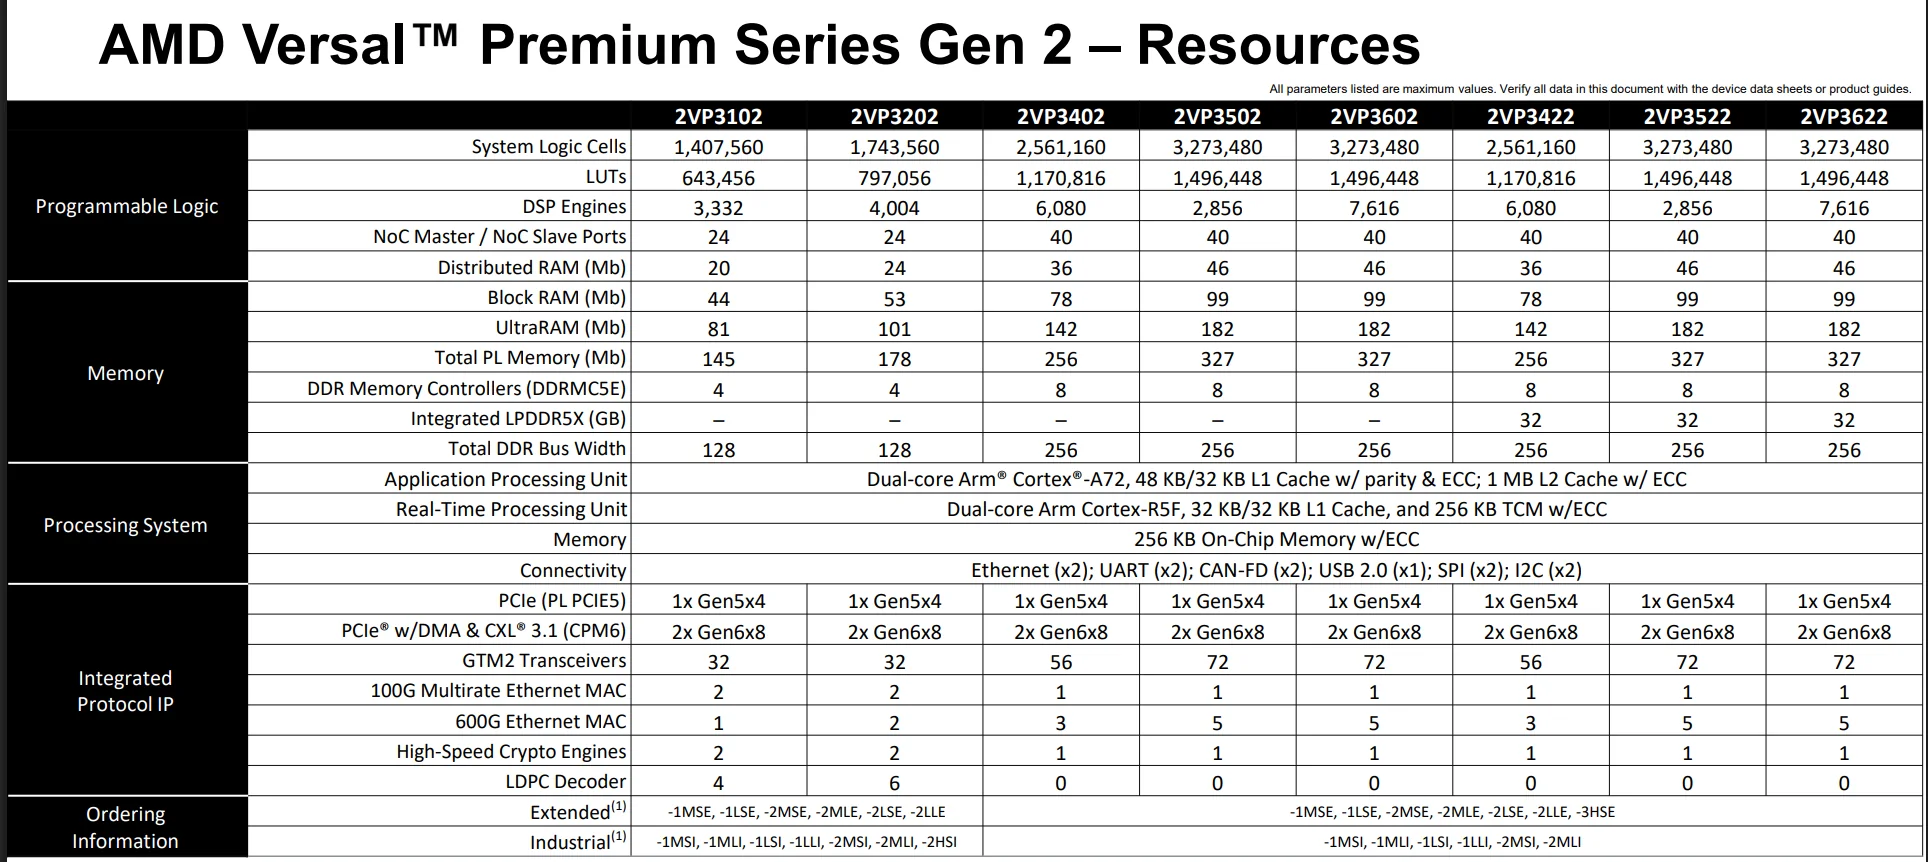 AMD Versal™ Premium Series Gen 2 – Resources
All parameters listed are maximum values. Verify all data in this document with the device data sheets or product guides.
2VP3102 2VP3202 2VP3402 2VP3502 2VP3602 2VP3422 2VP3522 2VP3622
Programmable Logic
System Logic Cells 1,407,560 1,743,560 2,561,160 3,273,480 3,273,480 2,561,160 3,273,480 3,273,480
LUTs 643,456 797,056 1,170,816 1,496,448 1,496,448 1,170,816 1,496,448 1,496,448
DSP Engines 3,332 4,004 6,080 2,856 7,616 6,080 2,856 7,616
NoC Master / NoC Slave Ports 24 24 40 40 40 40 40 40
Distributed RAM (Mb) 20 24 36 46 46 36 46 46
Memory
Block RAM (Mb) 44 53 78 99 99 78 99 99
UltraRAM (Mb) 81 101 142 182 182 142 182 182
Total PL Memory (Mb) 145 178 256 327 327 256 327 327
DDR Memory Controllers (DDRMC5E) 4 4 8 8 8 8 8 8
Integrated LPDDR5X (GB) – – – – – 32 32 32
Total DDR Bus Width 128 128 256 256 256 256 256 256
Processing System
Application Processing Unit Dual-core Arm® Cortex®-A72, 48 KB/32 KB L1 Cache w/ parity & ECC; 1 MB L2 Cache w/ ECC
Real-Time Processing Unit Dual-core Arm Cortex-R5F, 32 KB/32 KB L1 Cache, and 256 KB TCM w/ECC
Memory 256 KB On-Chip Memory w/ECC
Connectivity Ethernet (x2); UART (x2); CAN-FD (x2); USB 2.0 (x1); SPI (x2); I2C (x2)
Integrated
Protocol IP
PCIe (PL PCIE5) 1x Gen5x4 1x Gen5x4 1x Gen5x4 1x Gen5x4 1x Gen5x4 1x Gen5x4 1x Gen5x4 1x Gen5x4
PCIe® w/DMA & CXL® 3.1 (CPM6) 2x Gen6x8 2x Gen6x8 2x Gen6x8 2x Gen6x8 2x Gen6x8 2x Gen6x8 2x Gen6x8 2x Gen6x8
GTM2 Transceivers 32 32 56 72 72 56 72 72
100G Multirate Ethernet MAC 2 2 1 1 1 1 1 1
600G Ethernet MAC 1 2 3 5 5 3 5 5
High-Speed Crypto Engines 2 2 1 1 1 1 1 1
LDPC Decoder 4 6 0 0 0 0 0 0
Ordering
Information
Extended(1) -1MSE, -1LSE, -2MSE, -2MLE, -2LSE, -2LLE -1MSE, -1LSE, -2MSE, -2MLE, -2LSE, -2LLE, -3HSE
Industrial(1) -1MSI, -1MLI, -1LSI, -1LLI, -2MSI, -2MLI, -2HSI -1MSI, -1MLI, -1LSI, -1LLI, -2MSI, -2MLI